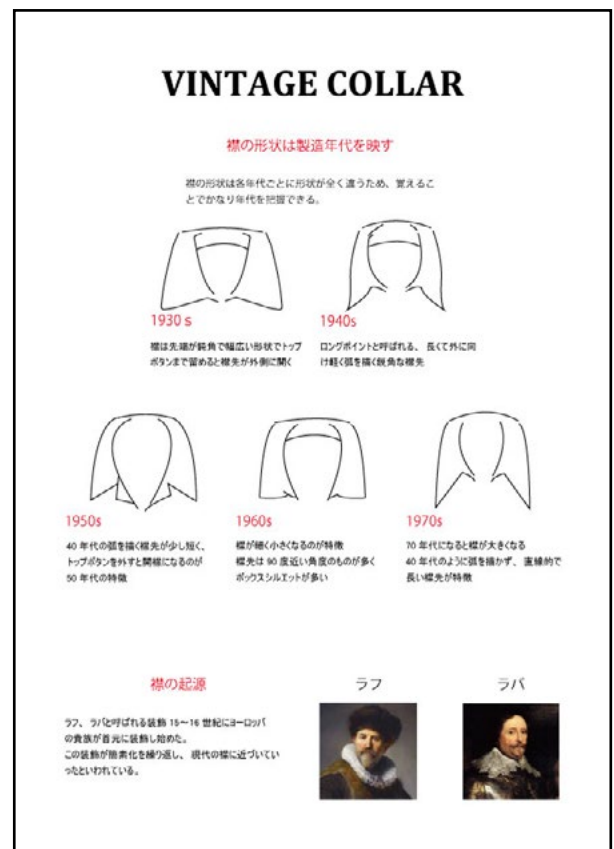 VINTAGE COLLAR
襟の形状は製造年代を映す
襟の形状は各年代ごとに形状が全く違うため、覚えるこ
とでかなり年代を把握できる。
1930 s
襟は先端が鈍角で幅広い形状でトップ
ボタンまで留めると襟先が外側に開く
1940s
ロングポイントと呼ばれる、長くて外に向
け軽く弧を描く鋭角な襟先
1950s
40 年代の弧を描く襟先が少し短く、
トップボタンを外すと開襟になるのが
50 年代の特徴
1960s
襟が細く小さくなるのが特徴
襟先は 90 度近い角度のものが多く
ボックスシルエットが多い
1970s
70 年代になると襟が大きくなる
40 年代のように弧を描かず、直線的で
長い襟先が特徴
襟の起源
ラフ、ラバと呼ばれる装飾 15〜16 世紀にヨーロッパ
の貴族が首元に装飾し始めた。
この装飾が簡素化を繰り返し、現代の襟に近づいてい
ったといわれている。
ラフ
ラバ